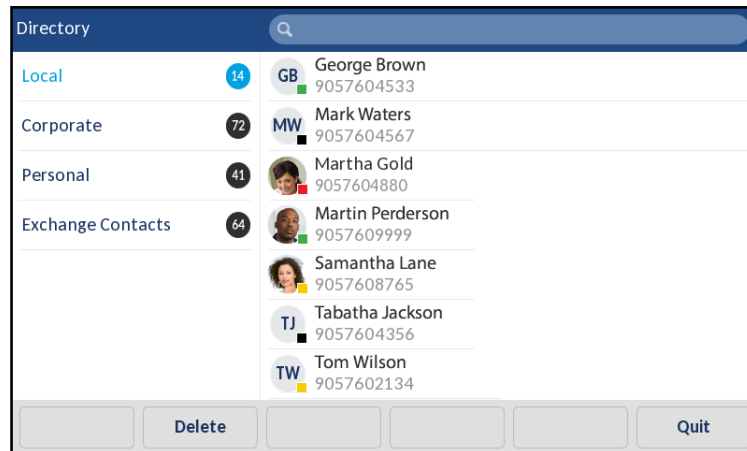 Directory
Local 14
Corporate 72
Personal 41
Exchange Contacts 64
GB George Brown
9057604533
MW Mark Waters
9057604567
Martha Gold
9057604880
Martin Perderson
9057609999
Samantha Lane
9057608765
TJ Tabatha Jackson
9057604356
TW Tom Wilson
9057602134
Delete Quit